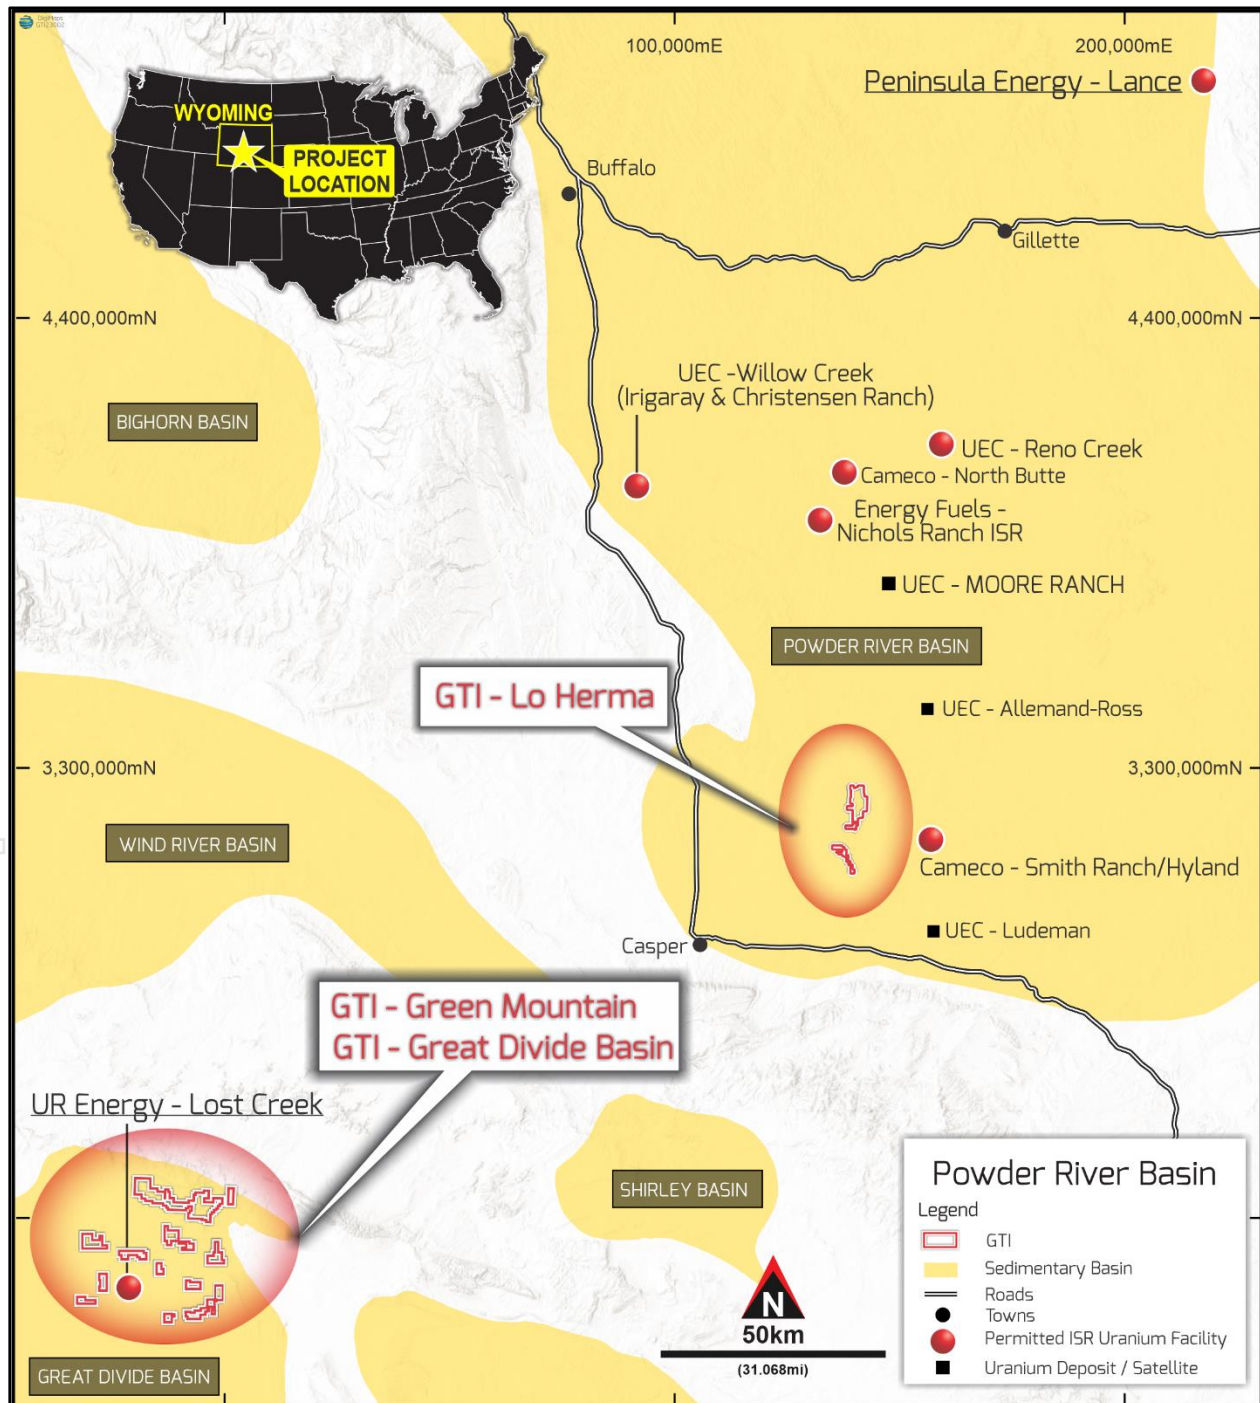 DigiMaps
100,000mE
200,000mE
Peninsula Energy - Lance
WYOMING
PROJECT
LOCATION
Buffalo
Gillette
4,400,000mN
4,400,000mN
UEC -Willow Creek
(Irigaray & Christensen Ranch)
BIGHORN BASIN
UEC - Reno Creek
Cameco - North Butte
Energy Fuels -
Nichols Ranch ISR
UEC - MOORE RANCH
POWDER RIVER BASIN
GTI - Lo Herma
UEC - Allemand-Ross
3,300,000mN
3,300,000mN
WIND RIVER BASIN
Cameco - Smith Ranch/Hyland
UEC - Ludeman
Casper
GTI - Green Mountain
GTI - Great Divide Basin
UR Energy - Lost Creek
SHIRLEY BASIN
GREAT DIVIDE BASIN
N
50km
(31.068mi)
Powder River Basin
Legend
GTI
Sedimentary Basin
Roads
Towns
Permitted ISR Uranium Facility
Uranium Deposit / Satellite